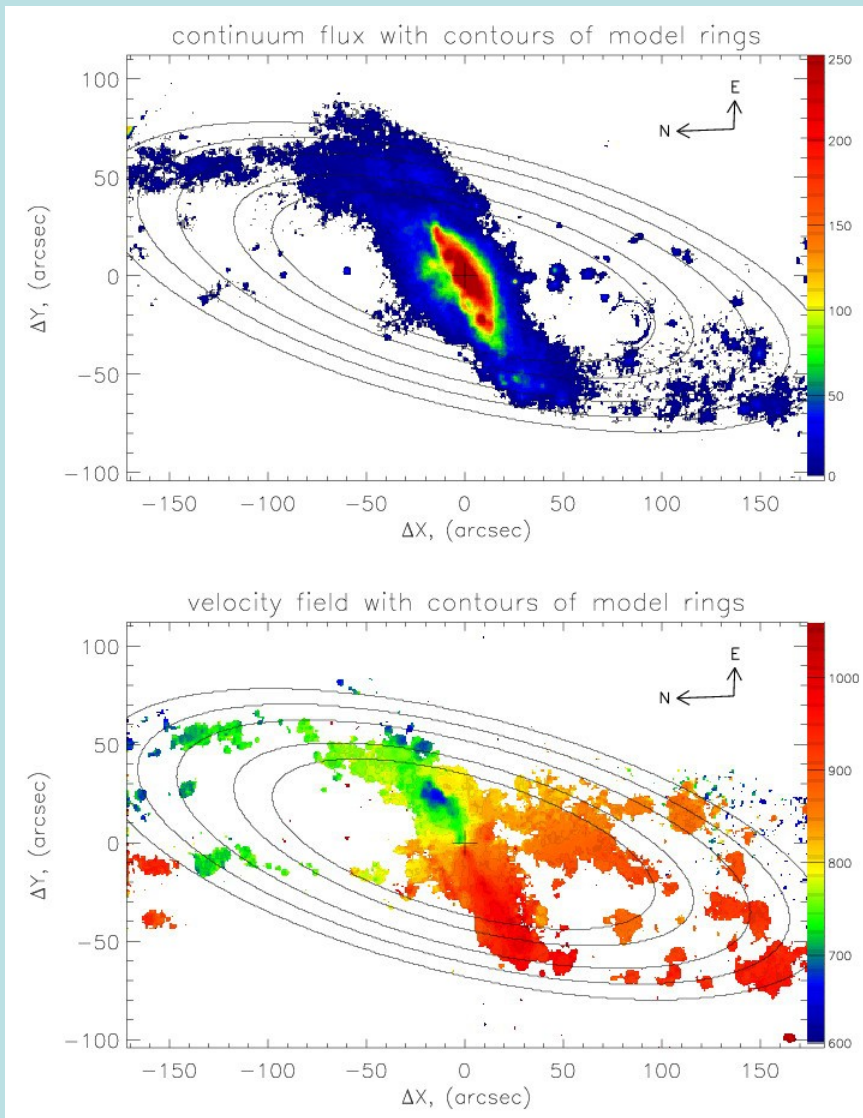 continuum flux with contours of model rings
E
N
100
50
0
−50
−100
ΔY, (arcsec)
−150 −100 −50 0 50 100 150
ΔX, (arcsec)
250
200
150
100
50
0
velocity field with contours of model rings
E
N
100
50
0
−50
−100
ΔY, (arcsec)
−150 −100 −50 0 50 100 150
ΔX, (arcsec)
1000
900
800
700
600